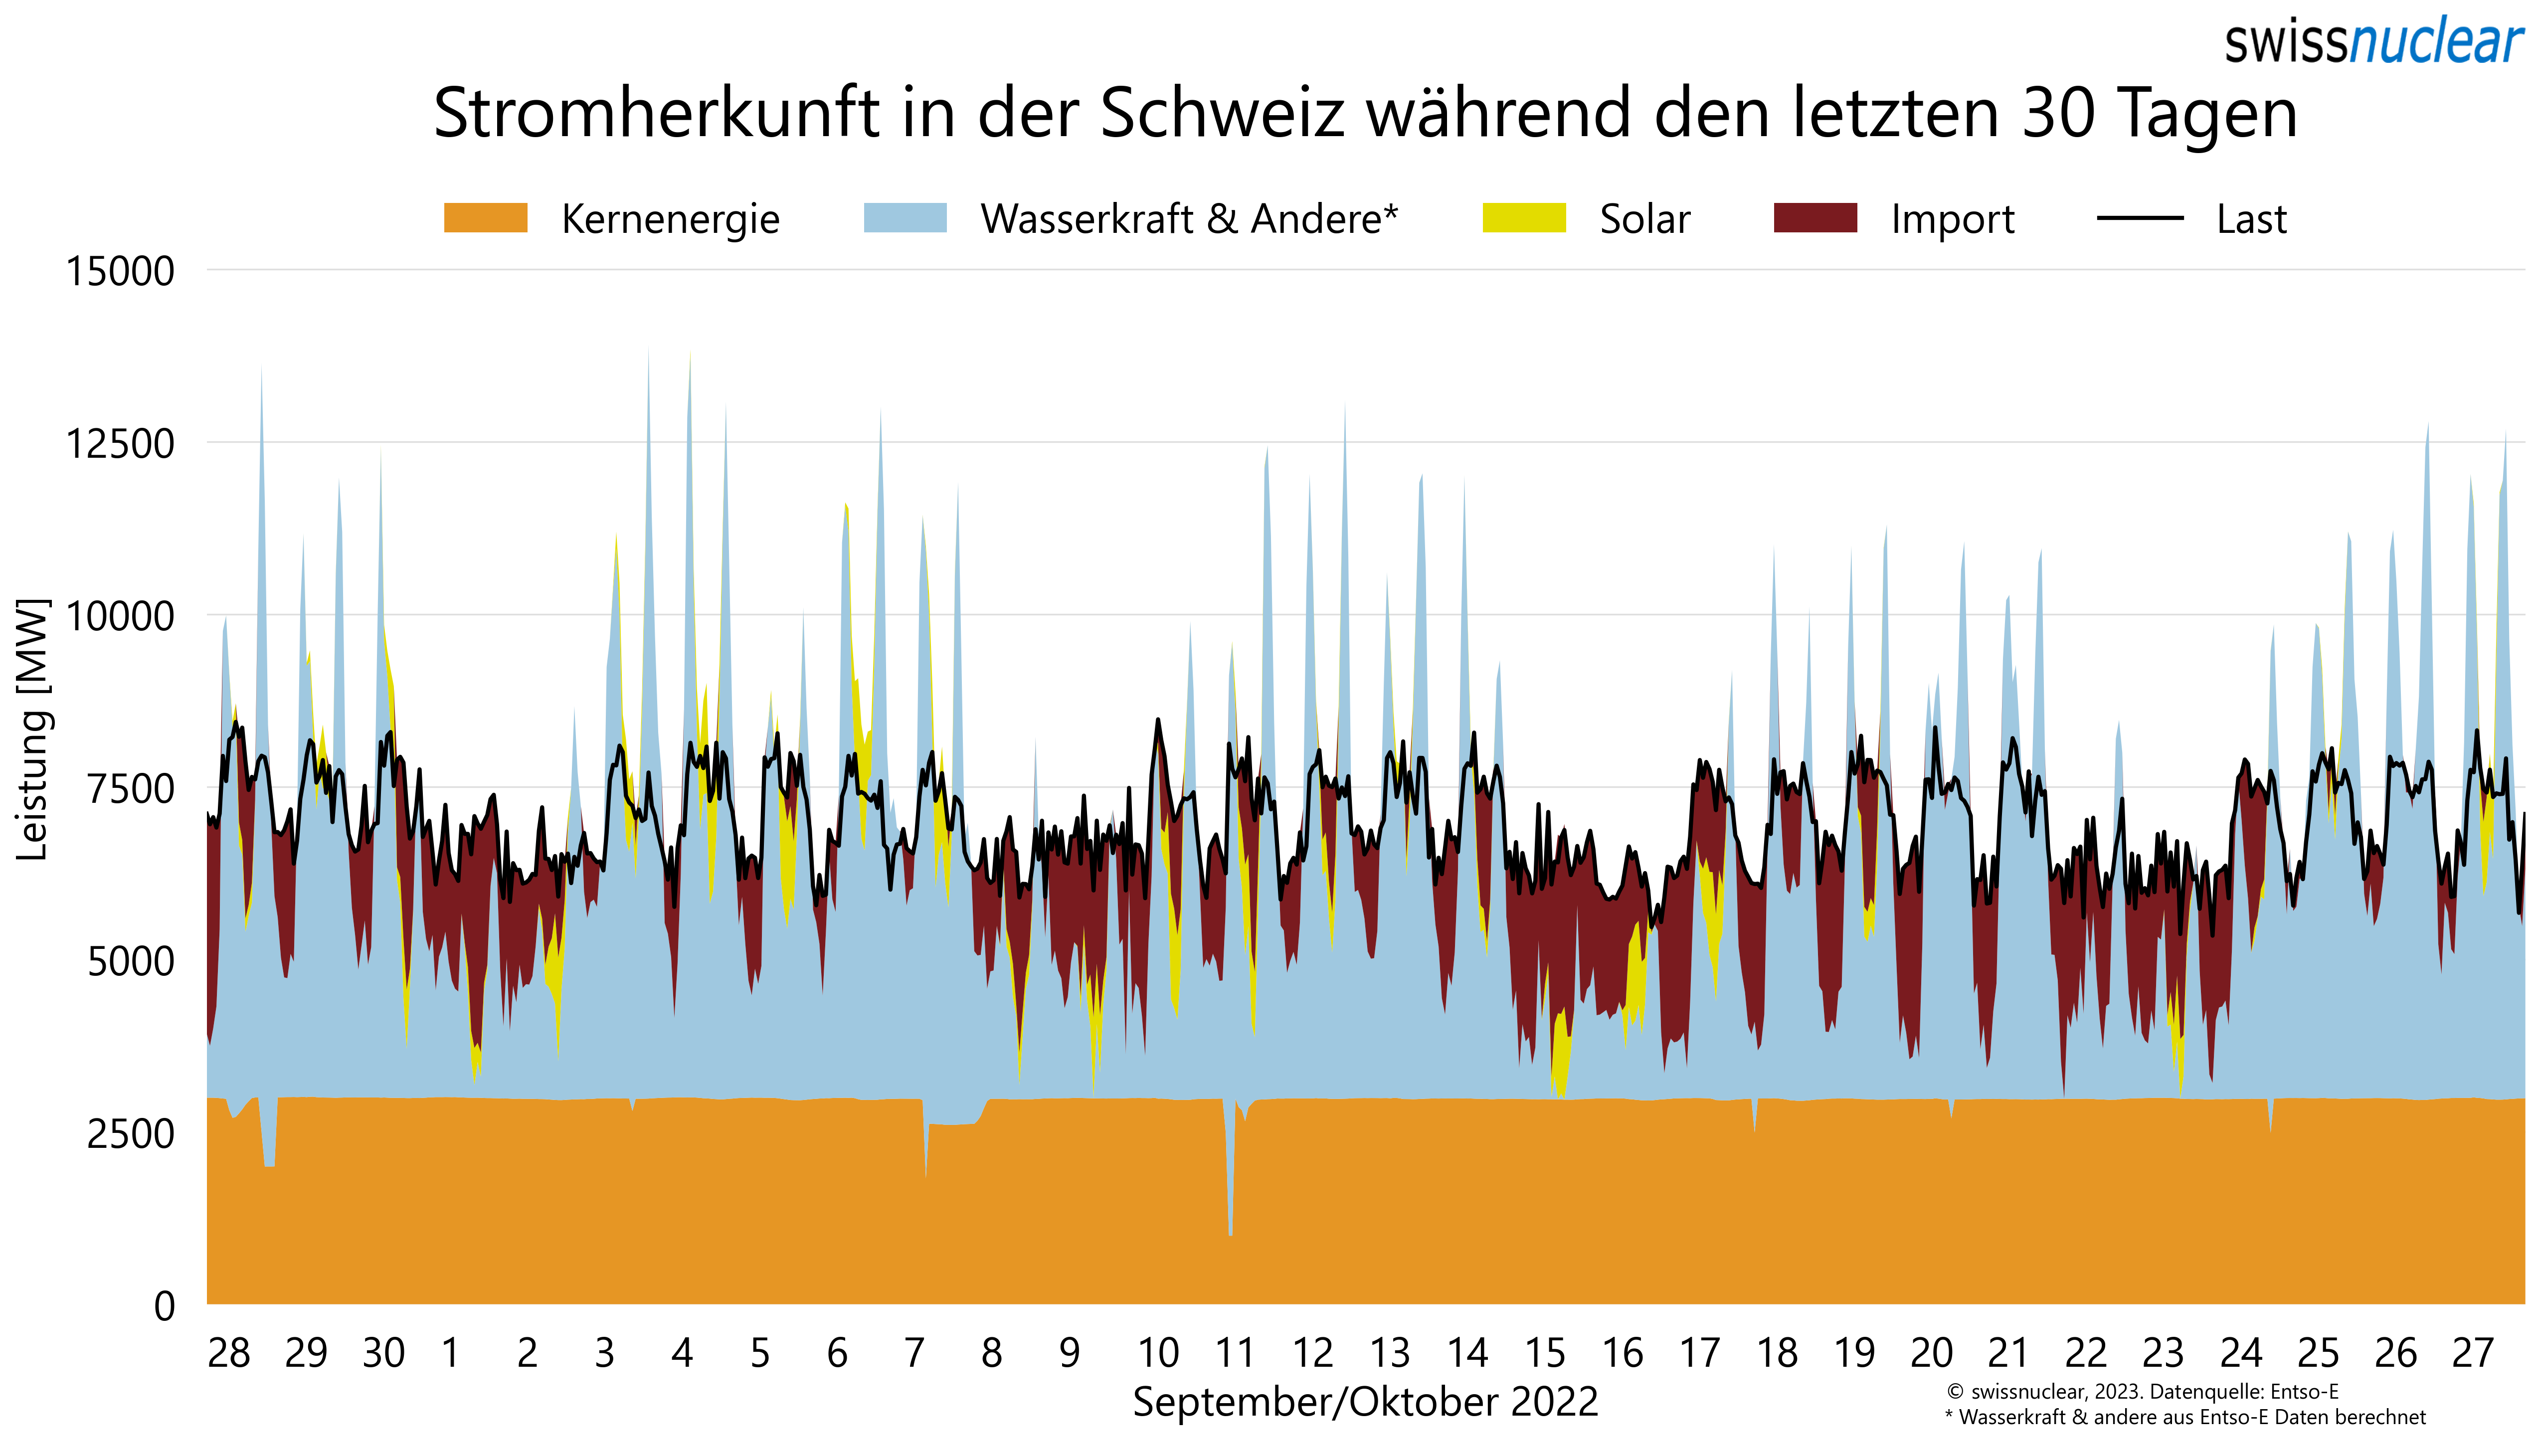 swissnuclear
Stromherkunft in der Schweiz während den letzten 30 Tagen
Kernenergie Wasserkraft & Andere* Solar Import Last
15000
12500
10000
7500
5000
2500
0
Leistung [MW]
28 29 30 1 2 3 4 5 6 7 8 9 10 11 12 13 14 15 16 17 18 19 20 21 22 23 24 25 26 27
September/Oktober 2022
© swissnuclear, 2023. Datenquelle: Entso-E
* Wasserkraft & andere aus Entso-E Daten berechnet